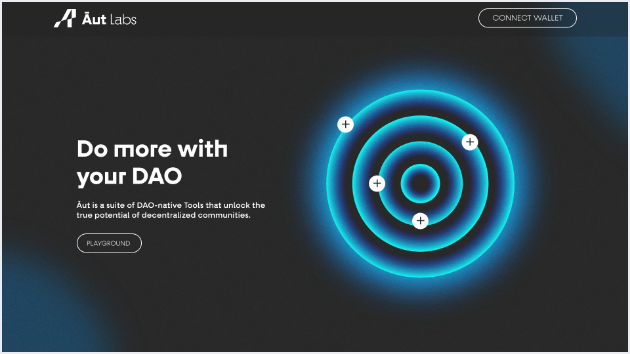 Āut Labs
CONNECT WALLET
Do more with
your DAO
Āut is a suite of DAO-native Tools that unlock the
true potential of decentralized communities.
PLAYGROUND